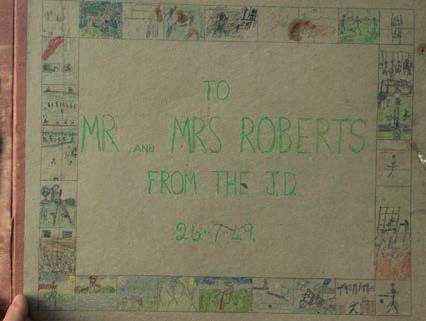 TO
MR AND MRS ROBERTS
FROM THE J.D.
26·7·69.